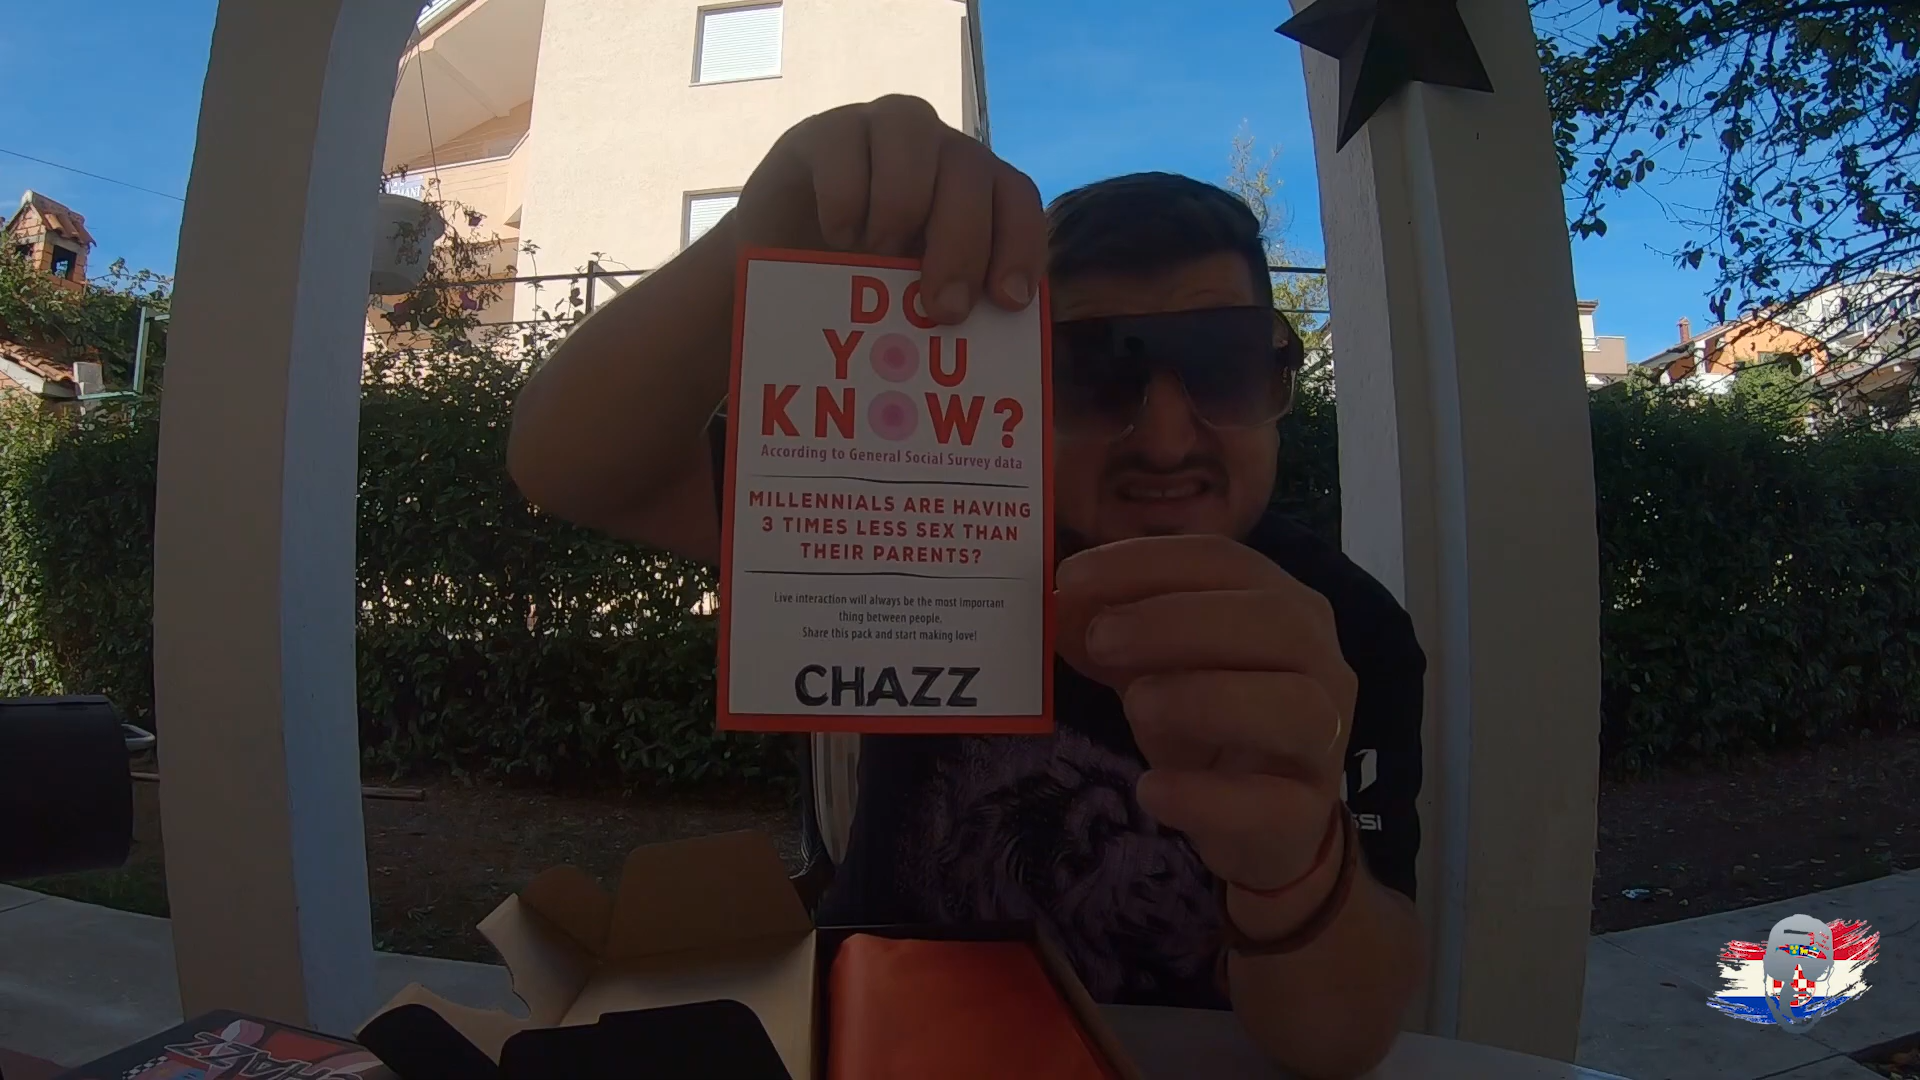 DO
YOU
KNOW?
According to General Social Survey data
MILLENNIALS ARE HAVING
3 TIMES LESS SEX THAN
THEIR PARENTS?
Live interaction will always be the most important
thing between people.
Share this pack and start making love!
CHAZZ
CHAZZ